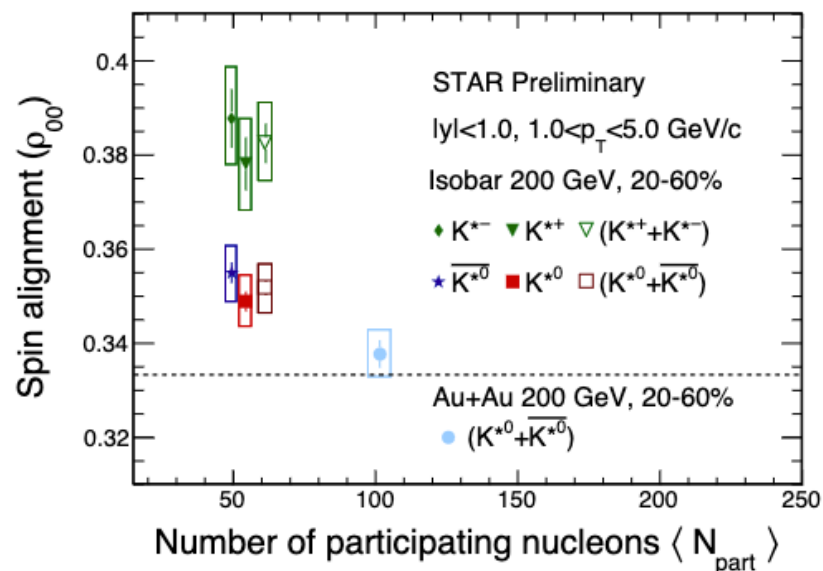 Spin alignment (ρ₀₀)
0.4
0.38
0.36
0.34
0.32
STAR Preliminary
|y|<1.0, 1.0<p_T<5.0 GeV/c
Isobar 200 GeV, 20-60%
K*⁻ K*⁺ (K*⁺+K*⁻)
K̅*̅⁰̅ K*⁰ (K*⁰+K̅*̅⁰̅)
Au+Au 200 GeV, 20-60%
(K*⁰+K̅*̅⁰̅)
50 100 150 200 250
Number of participating nucleons ⟨ N_part ⟩